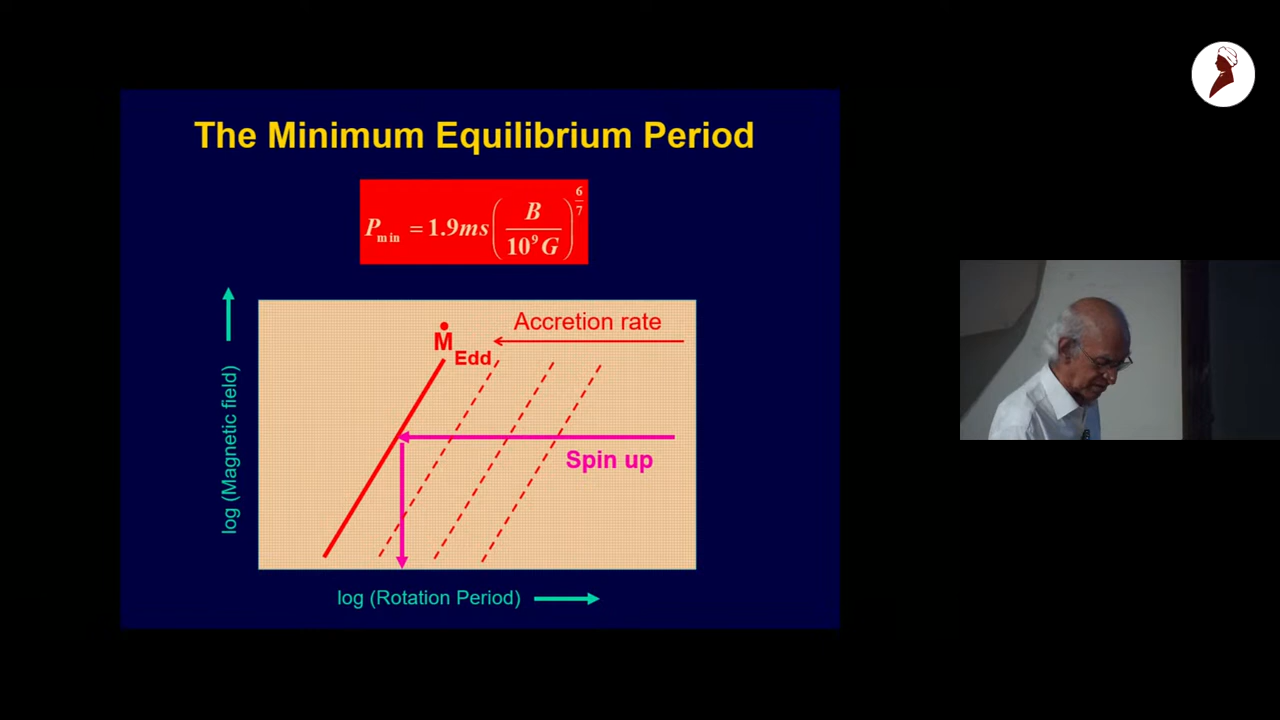 The Minimum Equilibrium Period
P_min = 1.9ms (B / 10^9 G)^(6/7)
Accretion rate
Ṁ_Edd
Spin up
log (Magnetic field)
log (Rotation Period)